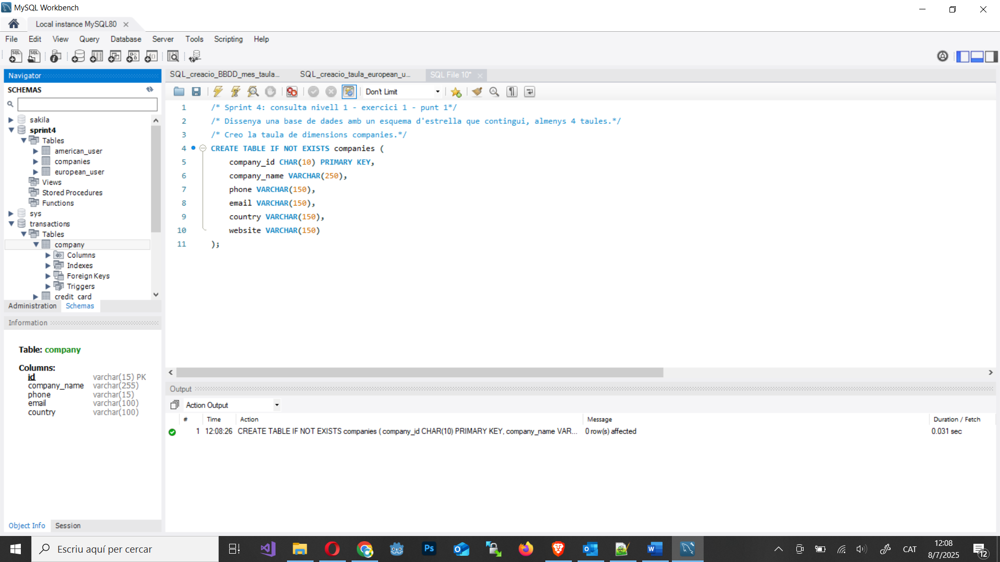 MySQL Workbench
Local instance MySQL80
File Edit View Query Database Server Tools Scripting Help
Navigator
SCHEMAS
sakila
sprint4
Tables
american_user
companies
european_user
Views
Stored Procedures
Functions
sys
transactions
Tables
company
Columns
Indexes
Foreign Keys
Triggers
credit_card
Administration Schemas
Information
Table: company
Columns:
id varchar(15) PK
company_name varchar(255)
phone varchar(15)
email varchar(100)
country varchar(100)
Object Info Session
SQL_creacio_BBDD_mes_taula... SQL_creacio_taula_european_u... SQL File 10*
Don't Limit
1 /* Sprint 4: consulta nivell 1 - exercici 1 - punt 1*/
2 /* Dissenya una base de dades amb un esquema d'estrella que contingui, almenys 4 taules.*/
3 /* Creo la taula de dimensions companies.*/
4 CREATE TABLE IF NOT EXISTS companies (
5 company_id CHAR(10) PRIMARY KEY,
6 company_name VARCHAR(250),
7 phone VARCHAR(150),
8 email VARCHAR(150),
9 country VARCHAR(150),
10 website VARCHAR(150)
11 );
Output
Action Output
# Time Action Message Duration / Fetch
1 12:08:26 CREATE TABLE IF NOT EXISTS companies ( company_id CHAR(10) PRIMARY KEY, company_name VAR... 0 row(s) affected 0.031 sec
Escriu aquí per cercar
CAT
12:08
8/7/2025
12